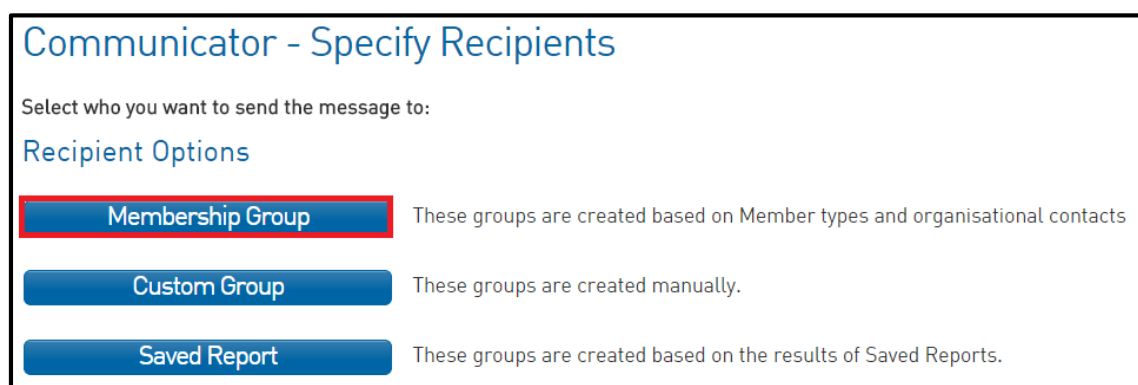 Communicator - Specify Recipients
Select who you want to send the message to:
Recipient Options
Membership Group These groups are created based on Member types and organisational contacts
Custom Group These groups are created manually.
Saved Report These groups are created based on the results of Saved Reports.